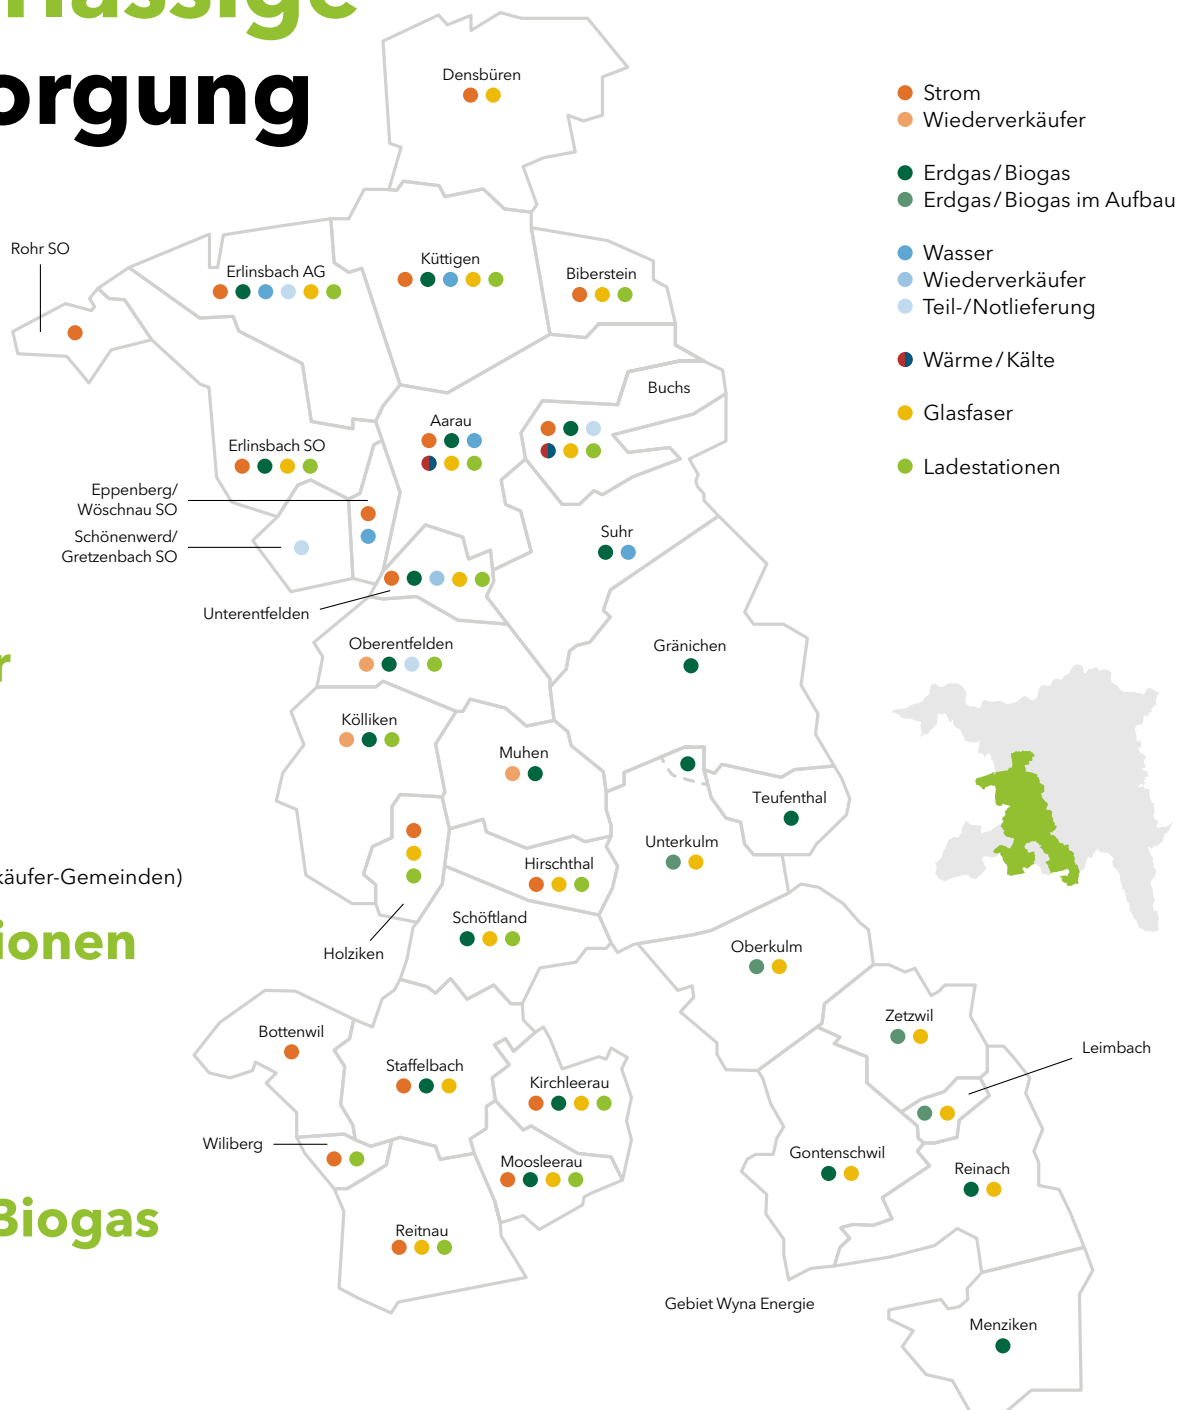 orgung
Densbüren
Strom
Wiederverkäufer
Erdgas/Biogas
Erdgas/Biogas im Aufbau
Wasser
Wiederverkäufer
Teil-/Notlieferung
Wärme/Kälte
Glasfaser
Ladestationen
Rohr SO
Erlinsbach AG
Küttigen
Biberstein
Buchs
Aarau
Erlinsbach SO
Eppenberg/
Wöschnau SO
Schönenwerd/
Gretzenbach SO
Suhr
Unterentfelden
Oberentfelden
Gränichen
r
Kölliken
Muhen
Teufenthal
Unterkulm
Hirschthal
käufer-Gemeinden)
Schöftland
ionen
Holziken
Oberkulm
Zetzwil
Bottenwil
Leimbach
Staffelbach
Kirchleerau
Wiliberg
Gontenschwil
Moosleerau
Reinach
Biogas
Reitnau
Gebiet Wyna Energie
Menziken